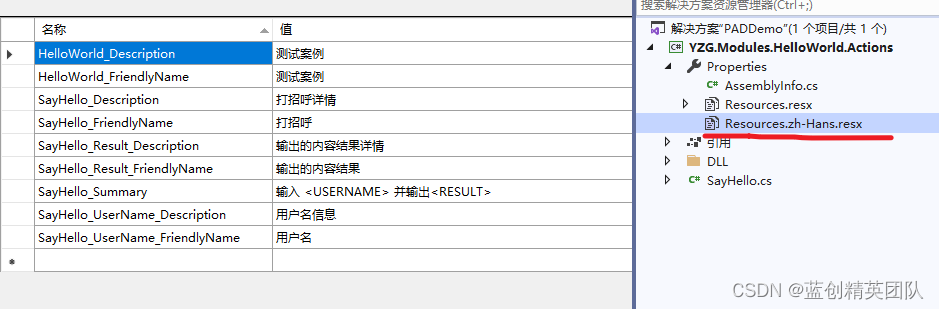 名称 值
HelloWorld_Description 测试案例
HelloWorld_FriendlyName 测试案例
SayHello_Description 打招呼详情
SayHello_FriendlyName 打招呼
SayHello_Result_Description 输出的内容结果详情
SayHello_Result_FriendlyName 输出的内容结果
SayHello_Summary 输入 <USERNAME> 并输出<RESULT>
SayHello_UserName_Description 用户名信息
SayHello_UserName_FriendlyName 用户名
搜索解决方案资源管理器(Ctrl+;)
解决方案"PADDemo"(1 个项目/共 1 个)
YZG.Modules.HelloWorld.Actions
Properties
AssemblyInfo.cs
Resources.resx
Resources.zh-Hans.resx
引用
DLL
SayHello.cs
CSDN @蓝创精英团队